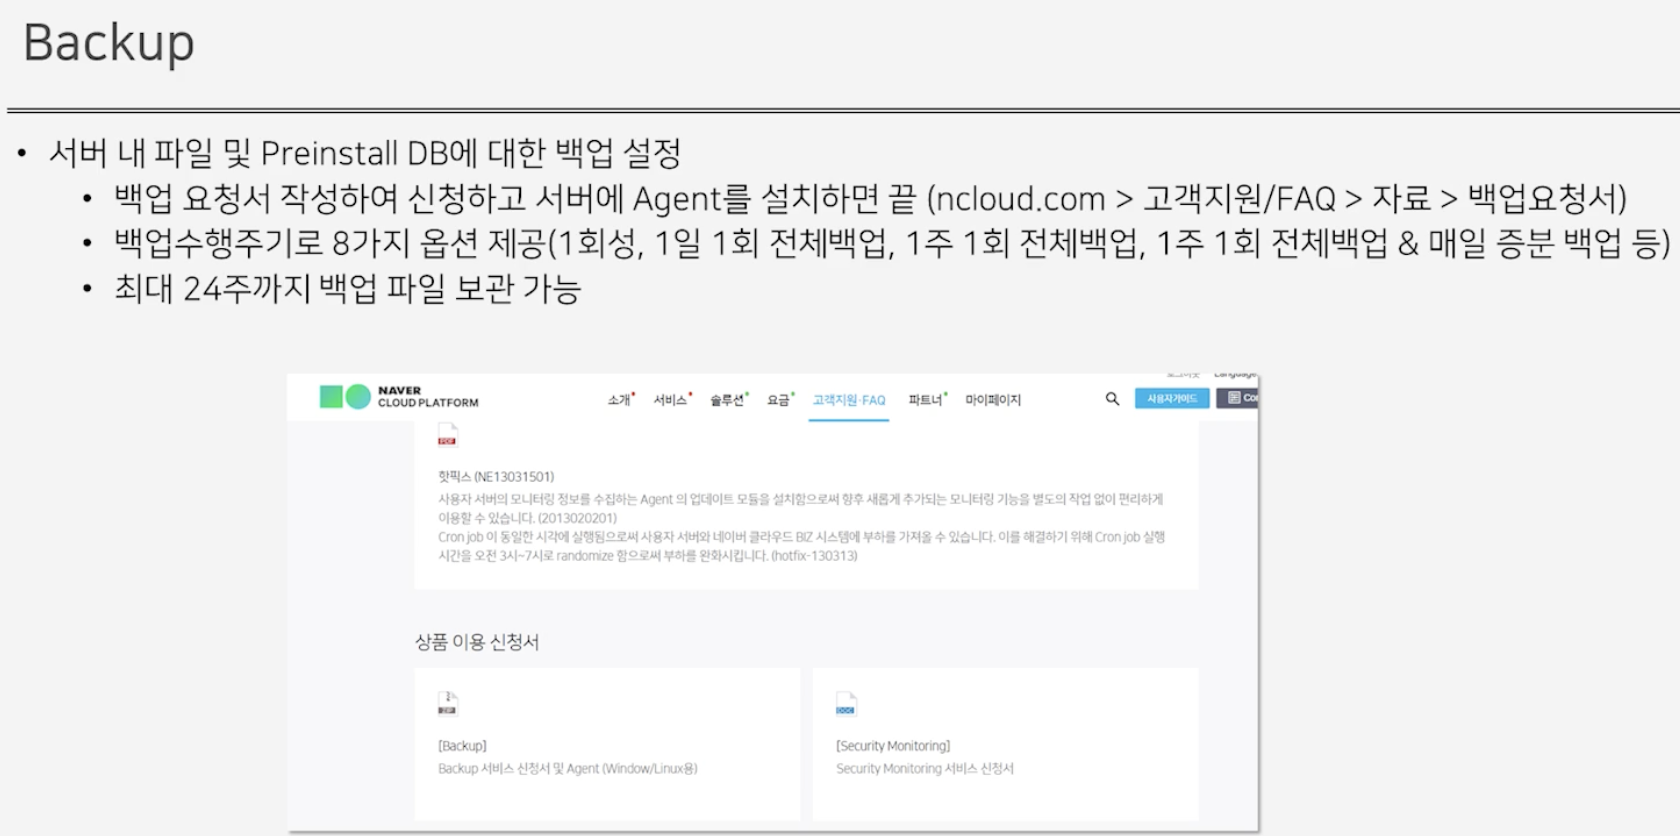 Backup
• 서버 내 파일 및 Preinstall DB에 대한 백업 설정
• 백업 요청서 작성하여 신청하고 서버에 Agent를 설치하면 끝 (ncloud.com > 고객지원/FAQ > 자료 > 백업요청서)
• 백업수행주기로 8가지 옵션 제공(1회성, 1일 1회 전체백업, 1주 1회 전체백업, 1주 1회 전체백업 & 매일 증분 백업 등)
• 최대 24주까지 백업 파일 보관 가능
로그아웃 Language
NAVER
CLOUD PLATFORM
소개 서비스 솔루션 요금 고객지원·FAQ 파트너 마이페이지 사용자가이드 Con
PDF
핫픽스 (NE13031501)
사용자 서버의 모니터링 정보를 수집하는 Agent 의 업데이트 모듈을 설치함으로써 향후 새롭게 추가되는 모니터링 기능을 별도의 작업 없이 편리하게
이용할 수 있습니다. (2013020201)
Cron job 이 동일한 시각에 실행됨으로써 사용자 서버와 네이버 클라우드 BIZ 시스템에 부하를 가져올 수 있습니다. 이를 해결하기 위해 Cron job 실행
시간을 오전 3시~7시로 randomize 함으로써 부하를 완화시킵니다. (hotfix-130313)
상품 이용 신청서
ZIP DOC
[Backup]
Backup 서비스 신청서 및 Agent (Window/Linux용)
[Security Monitoring]
Security Monitoring 서비스 신청서